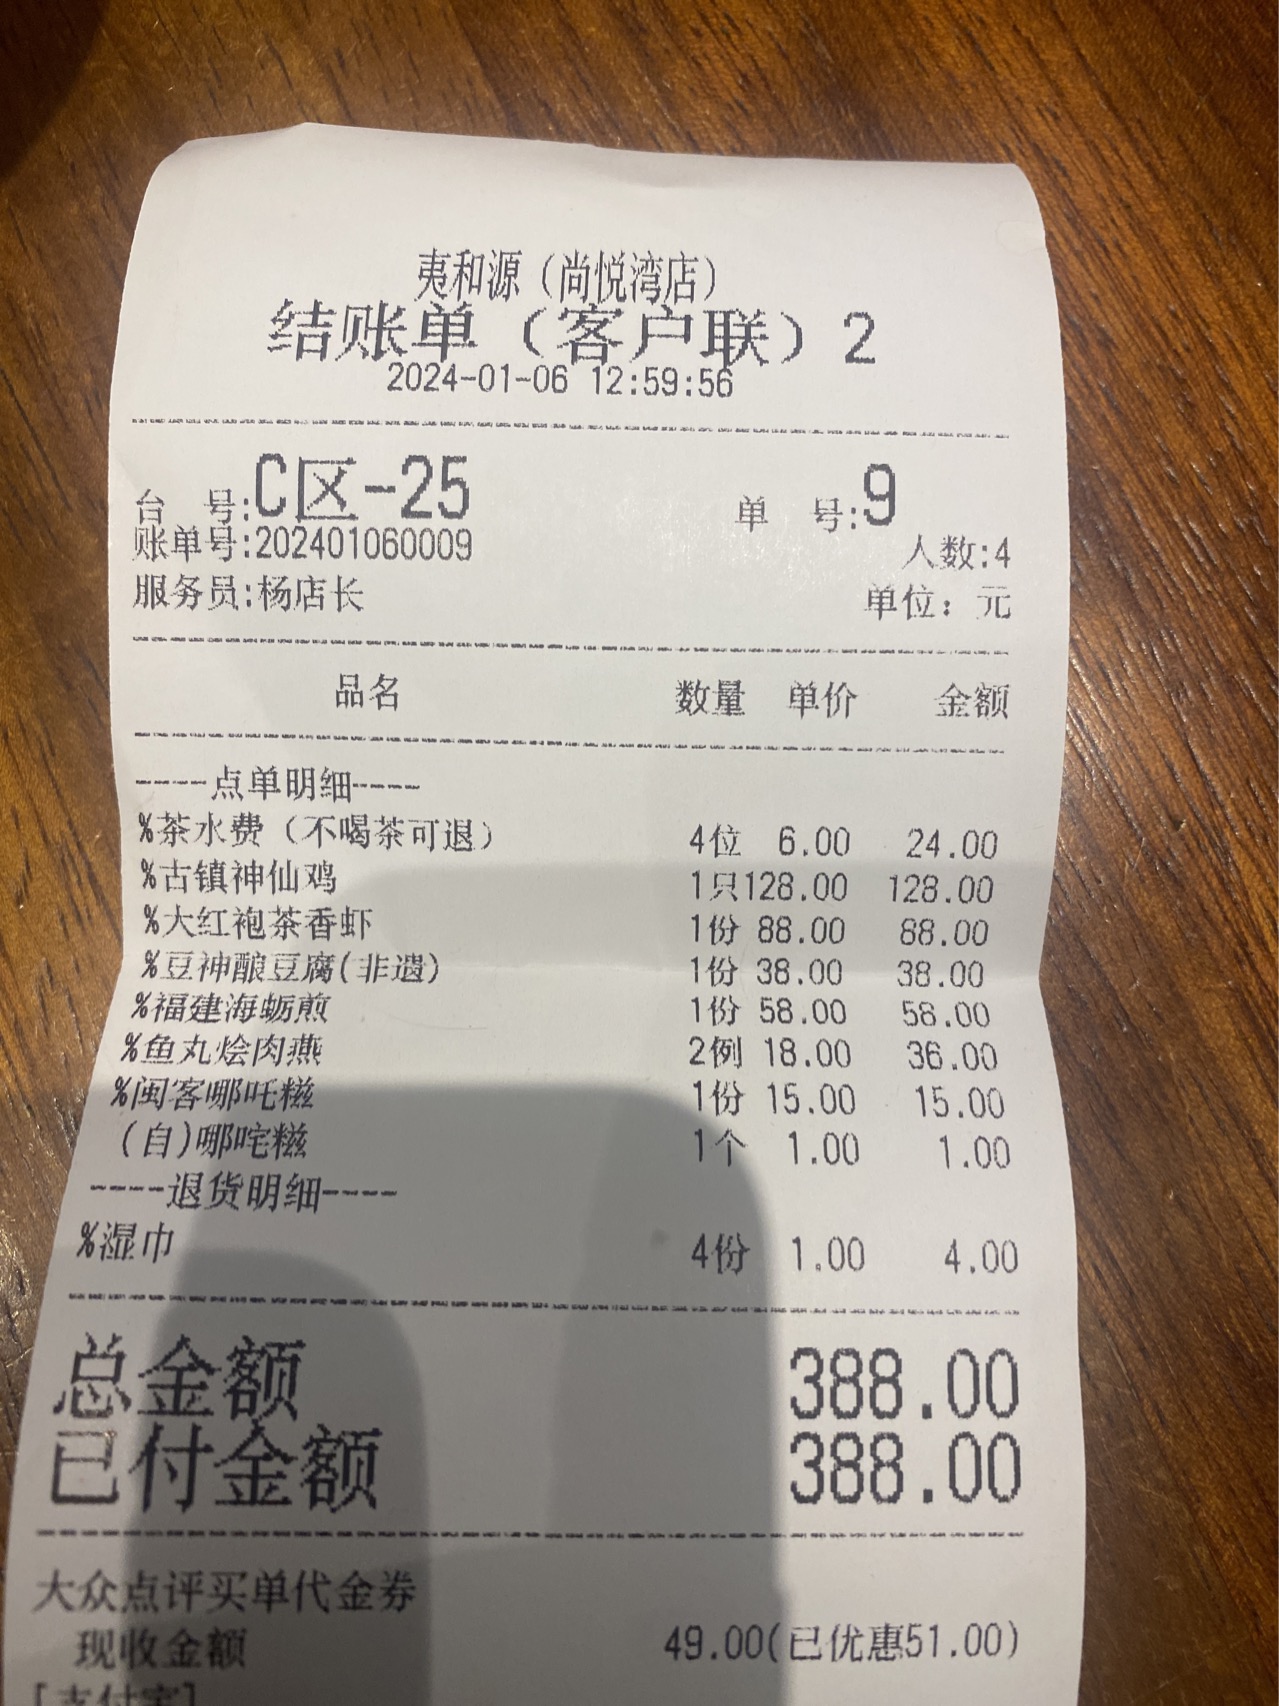 夷和源（尚悦湾店）
结账单（客户联）2
2024-01-06 12:59:56
台 号:C区-25 单 号:9
账单号:202401060009 人数:4
服务员:杨店长 单位：元
品名 数量 单价 金额
----点单明细----
%茶水费（不喝茶可退） 4位 6.00 24.00
%古镇神仙鸡 1只128.00 128.00
%大红袍茶香虾 1份 88.00 88.00
%豆神酿豆腐(非遗) 1份 38.00 38.00
%福建海蛎煎 1份 58.00 58.00
%鱼丸烩肉燕 2例 18.00 36.00
%闽客哪吒糍 1份 15.00 15.00
(自)哪咤糍 1个 1.00 1.00
----退货明细----
%湿巾 4份 1.00 4.00
总金额 388.00
已付金额 388.00
大众点评买单代金券
现收金额 49.00(已优惠51.00)
[支付宝]